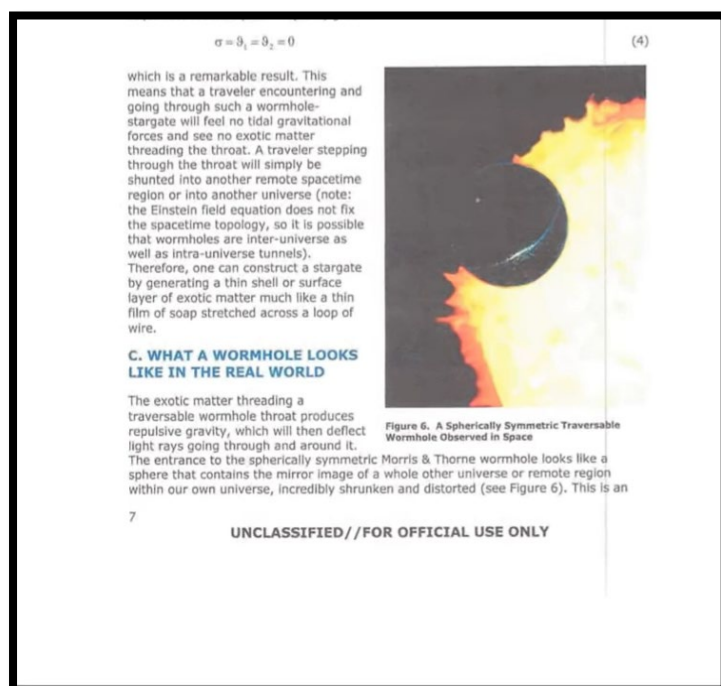 σ = ϑ₁ = ϑ₂ = 0 (4)
which is a remarkable result. This
means that a traveler encountering and
going through such a wormhole-
stargate will feel no tidal gravitational
forces and see no exotic matter
threading the throat. A traveler stepping
through the throat will simply be
shunted into another remote spacetime
region or into another universe (note:
the Einstein field equation does not fix
the spacetime topology, so it is possible
that wormholes are inter-universe as
well as intra-universe tunnels).
Therefore, one can construct a stargate
by generating a thin shell or surface
layer of exotic matter much like a thin
film of soap stretched across a loop of
wire.
C. WHAT A WORMHOLE LOOKS
LIKE IN THE REAL WORLD
The exotic matter threading a
traversable wormhole throat produces
repulsive gravity, which will then deflect
light rays going through and around it.
Figure 6. A Spherically Symmetric Traversable
Wormhole Observed in Space
The entrance to the spherically symmetric Morris & Thorne wormhole looks like a
sphere that contains the mirror image of a whole other universe or remote region
within our own universe, incredibly shrunken and distorted (see Figure 6). This is an
7
UNCLASSIFIED//FOR OFFICIAL USE ONLY